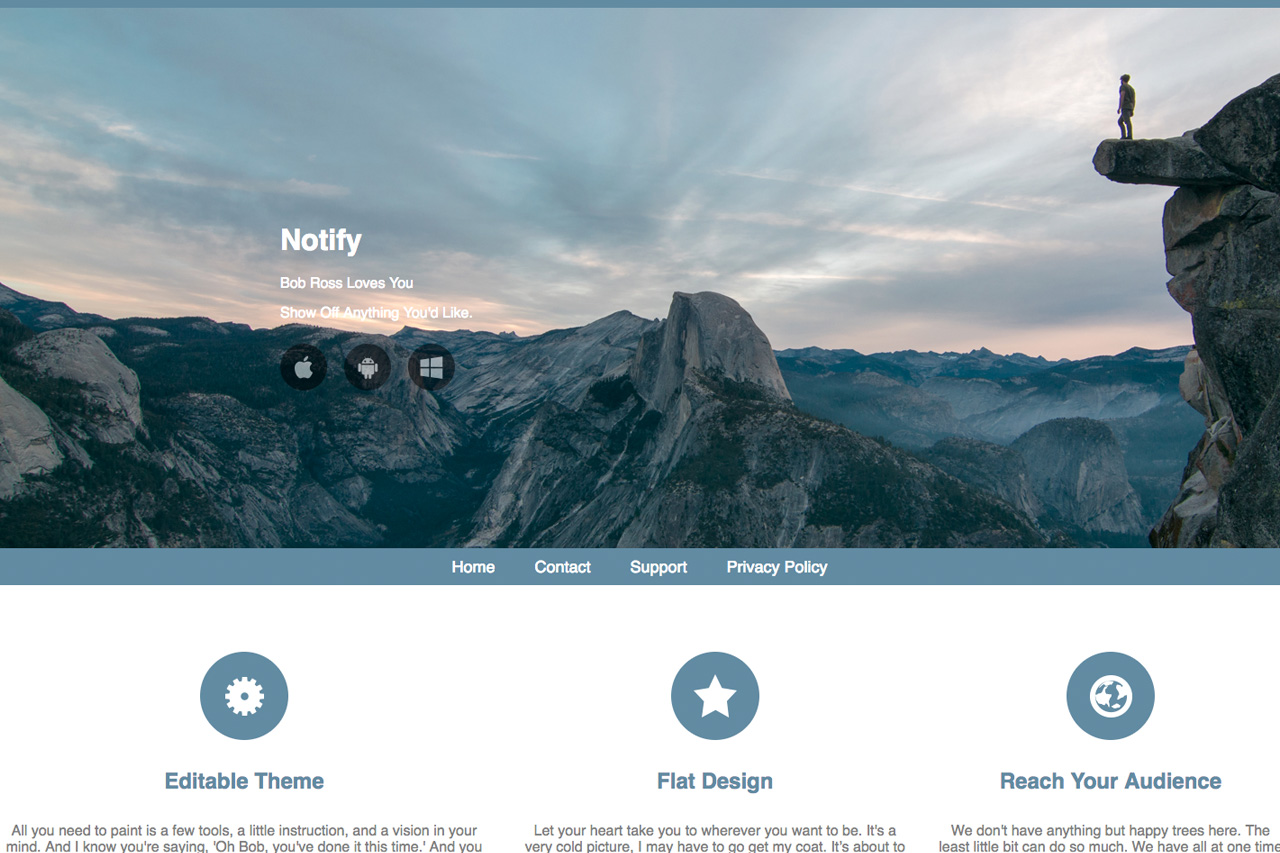 Notify
Bob Ross Loves You
Show Off Anything You'd Like.
Home Contact Support Privacy Policy
Editable Theme
All you need to paint is a few tools, a little instruction, and a vision in your
mind. And I know you're saying, 'Oh Bob, you've done it this time.' And you
Flat Design
Let your heart take you to wherever you want to be. It's a
very cold picture, I may have to go get my coat. It's about to
Reach Your Audience
We don't have anything but happy trees here. The
least little bit can do so much. We have all at one time